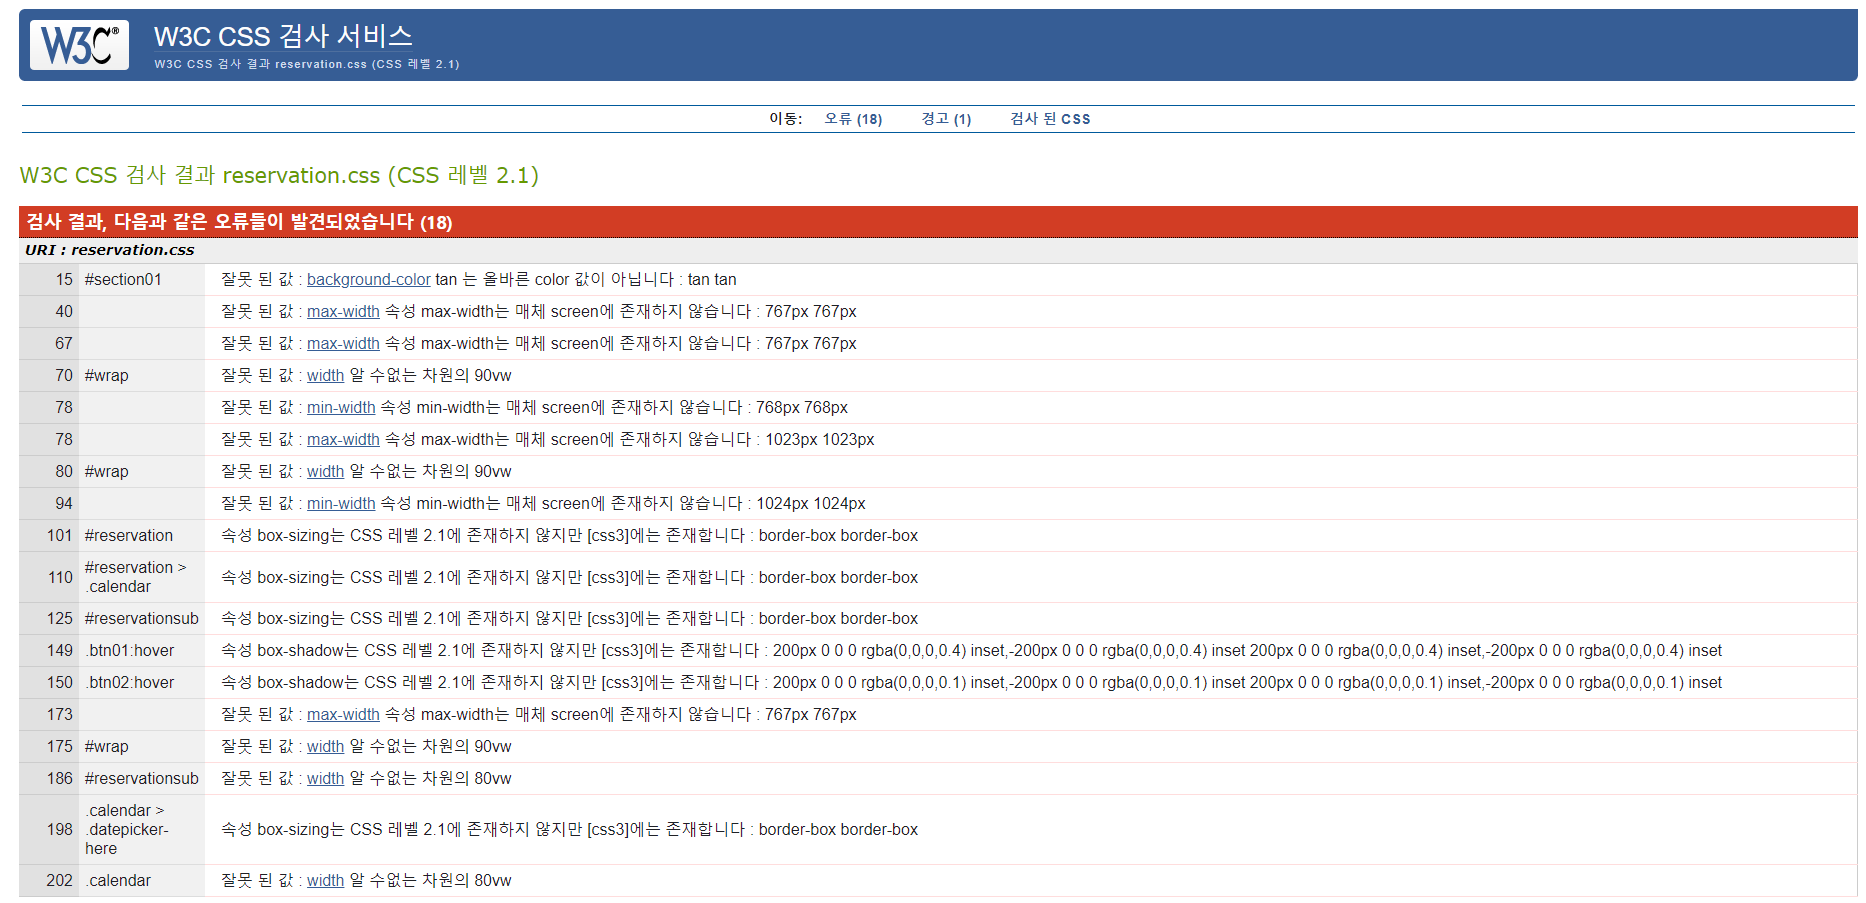 W3C®
W3C CSS 검사 서비스
W3C CSS 검사 결과 reservation.css (CSS 레벨 2.1)
이동: 오류 (18) 경고 (1) 검사 된 CSS
W3C CSS 검사 결과 reservation.css (CSS 레벨 2.1)
검사 결과, 다음과 같은 오류들이 발견되었습니다 (18)
URI : reservation.css
15 #section01 잘못 된 값 : background-color tan 는 올바른 color 값이 아닙니다 : tan tan
40 잘못 된 값 : max-width 속성 max-width는 매체 screen에 존재하지 않습니다 : 767px 767px
67 잘못 된 값 : max-width 속성 max-width는 매체 screen에 존재하지 않습니다 : 767px 767px
70 #wrap 잘못 된 값 : width 알 수없는 차원의 90vw
78 잘못 된 값 : min-width 속성 min-width는 매체 screen에 존재하지 않습니다 : 768px 768px
78 잘못 된 값 : max-width 속성 max-width는 매체 screen에 존재하지 않습니다 : 1023px 1023px
80 #wrap 잘못 된 값 : width 알 수없는 차원의 90vw
94 잘못 된 값 : min-width 속성 min-width는 매체 screen에 존재하지 않습니다 : 1024px 1024px
101 #reservation 속성 box-sizing는 CSS 레벨 2.1에 존재하지 않지만 [css3]에는 존재합니다 : border-box border-box
110 #reservation >
.calendar 속성 box-sizing는 CSS 레벨 2.1에 존재하지 않지만 [css3]에는 존재합니다 : border-box border-box
125 #reservationsub 속성 box-sizing는 CSS 레벨 2.1에 존재하지 않지만 [css3]에는 존재합니다 : border-box border-box
149 .btn01:hover 속성 box-shadow는 CSS 레벨 2.1에 존재하지 않지만 [css3]에는 존재합니다 : 200px 0 0 0 rgba(0,0,0,0.4) inset,-200px 0 0 0 rgba(0,0,0,0.4) inset 200px 0 0 0 rgba(0,0,0,0.4) inset,-200px 0 0 0 rgba(0,0,0,0.4) inset
150 .btn02:hover 속성 box-shadow는 CSS 레벨 2.1에 존재하지 않지만 [css3]에는 존재합니다 : 200px 0 0 0 rgba(0,0,0,0.1) inset,-200px 0 0 0 rgba(0,0,0,0.1) inset 200px 0 0 0 rgba(0,0,0,0.1) inset,-200px 0 0 0 rgba(0,0,0,0.1) inset
173 잘못 된 값 : max-width 속성 max-width는 매체 screen에 존재하지 않습니다 : 767px 767px
175 #wrap 잘못 된 값 : width 알 수없는 차원의 90vw
186 #reservationsub 잘못 된 값 : width 알 수없는 차원의 80vw
.calendar >
198 .datepicker- 속성 box-sizing는 CSS 레벨 2.1에 존재하지 않지만 [css3]에는 존재합니다 : border-box border-box
here
202 .calendar 잘못 된 값 : width 알 수없는 차원의 80vw